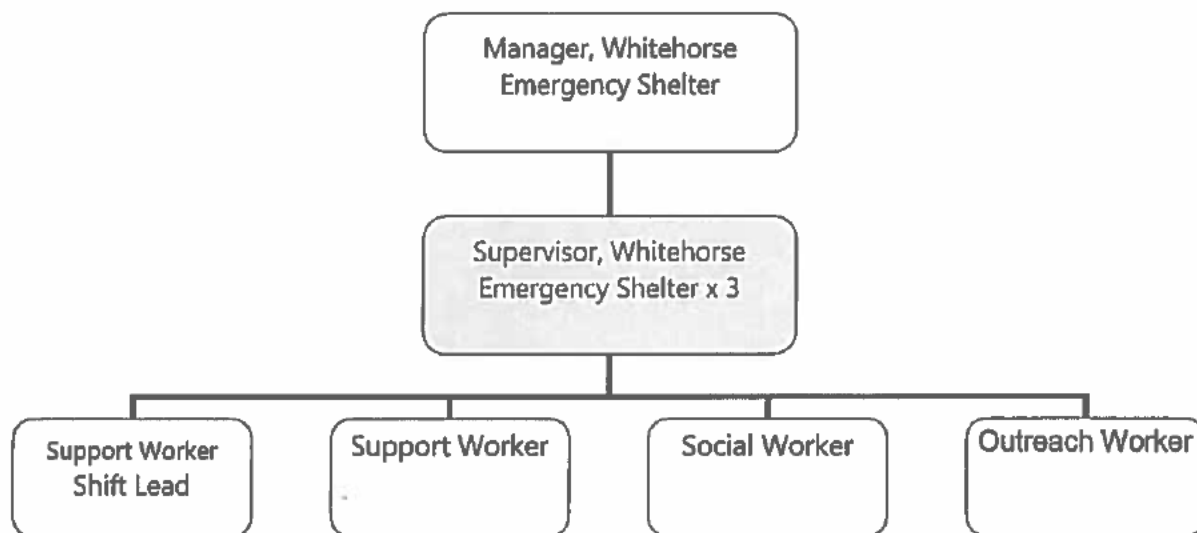 Manager, Whitehorse
Emergency Shelter
Supervisor, Whitehorse
Emergency Shelter x 3
Support Worker
Shift Lead
Support Worker
Social Worker
Outreach Worker